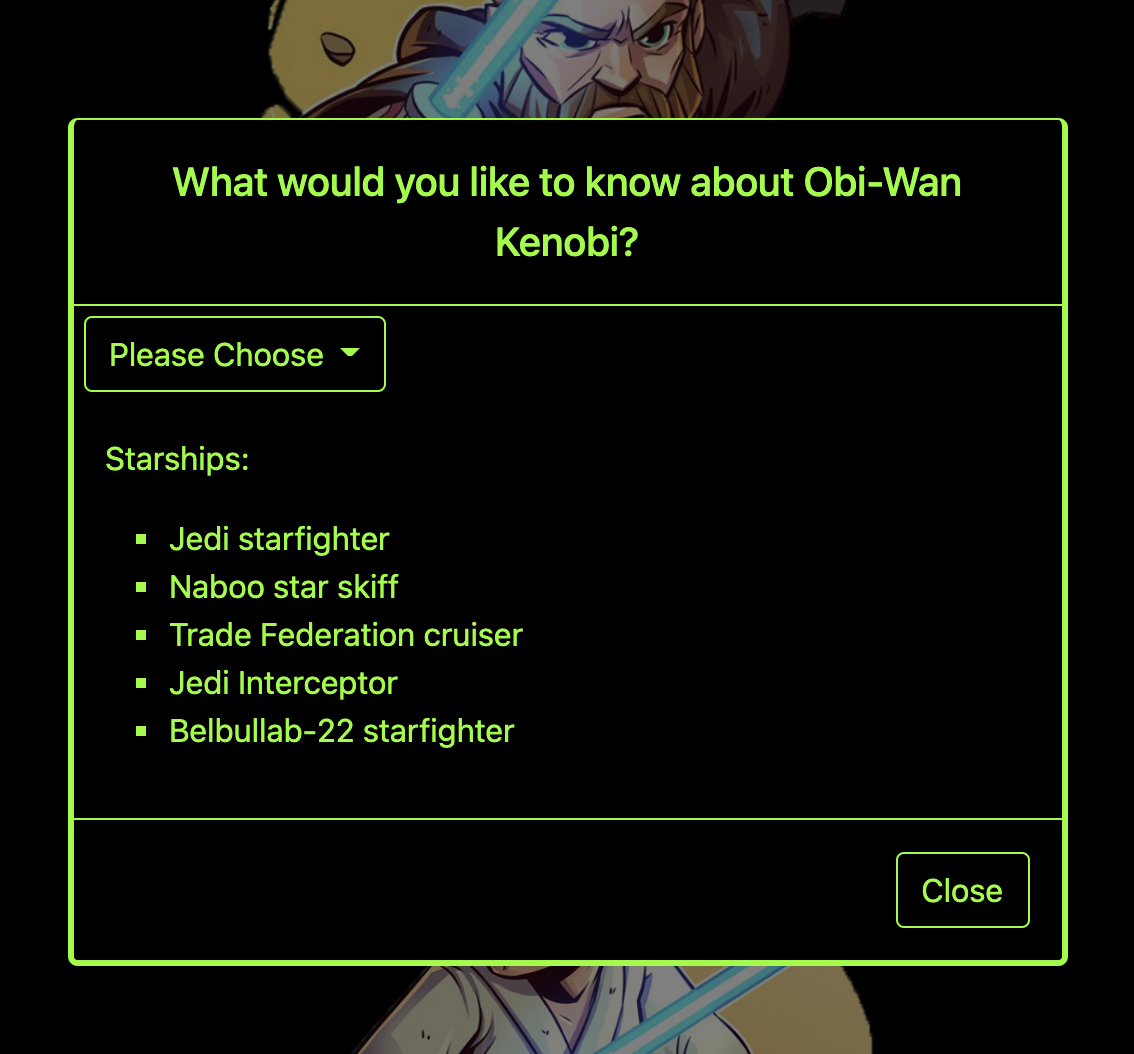 What would you like to know about Obi-Wan
Kenobi?
Please Choose
Starships:
Jedi starfighter
Naboo star skiff
Trade Federation cruiser
Jedi Interceptor
Belbullab-22 starfighter
Close